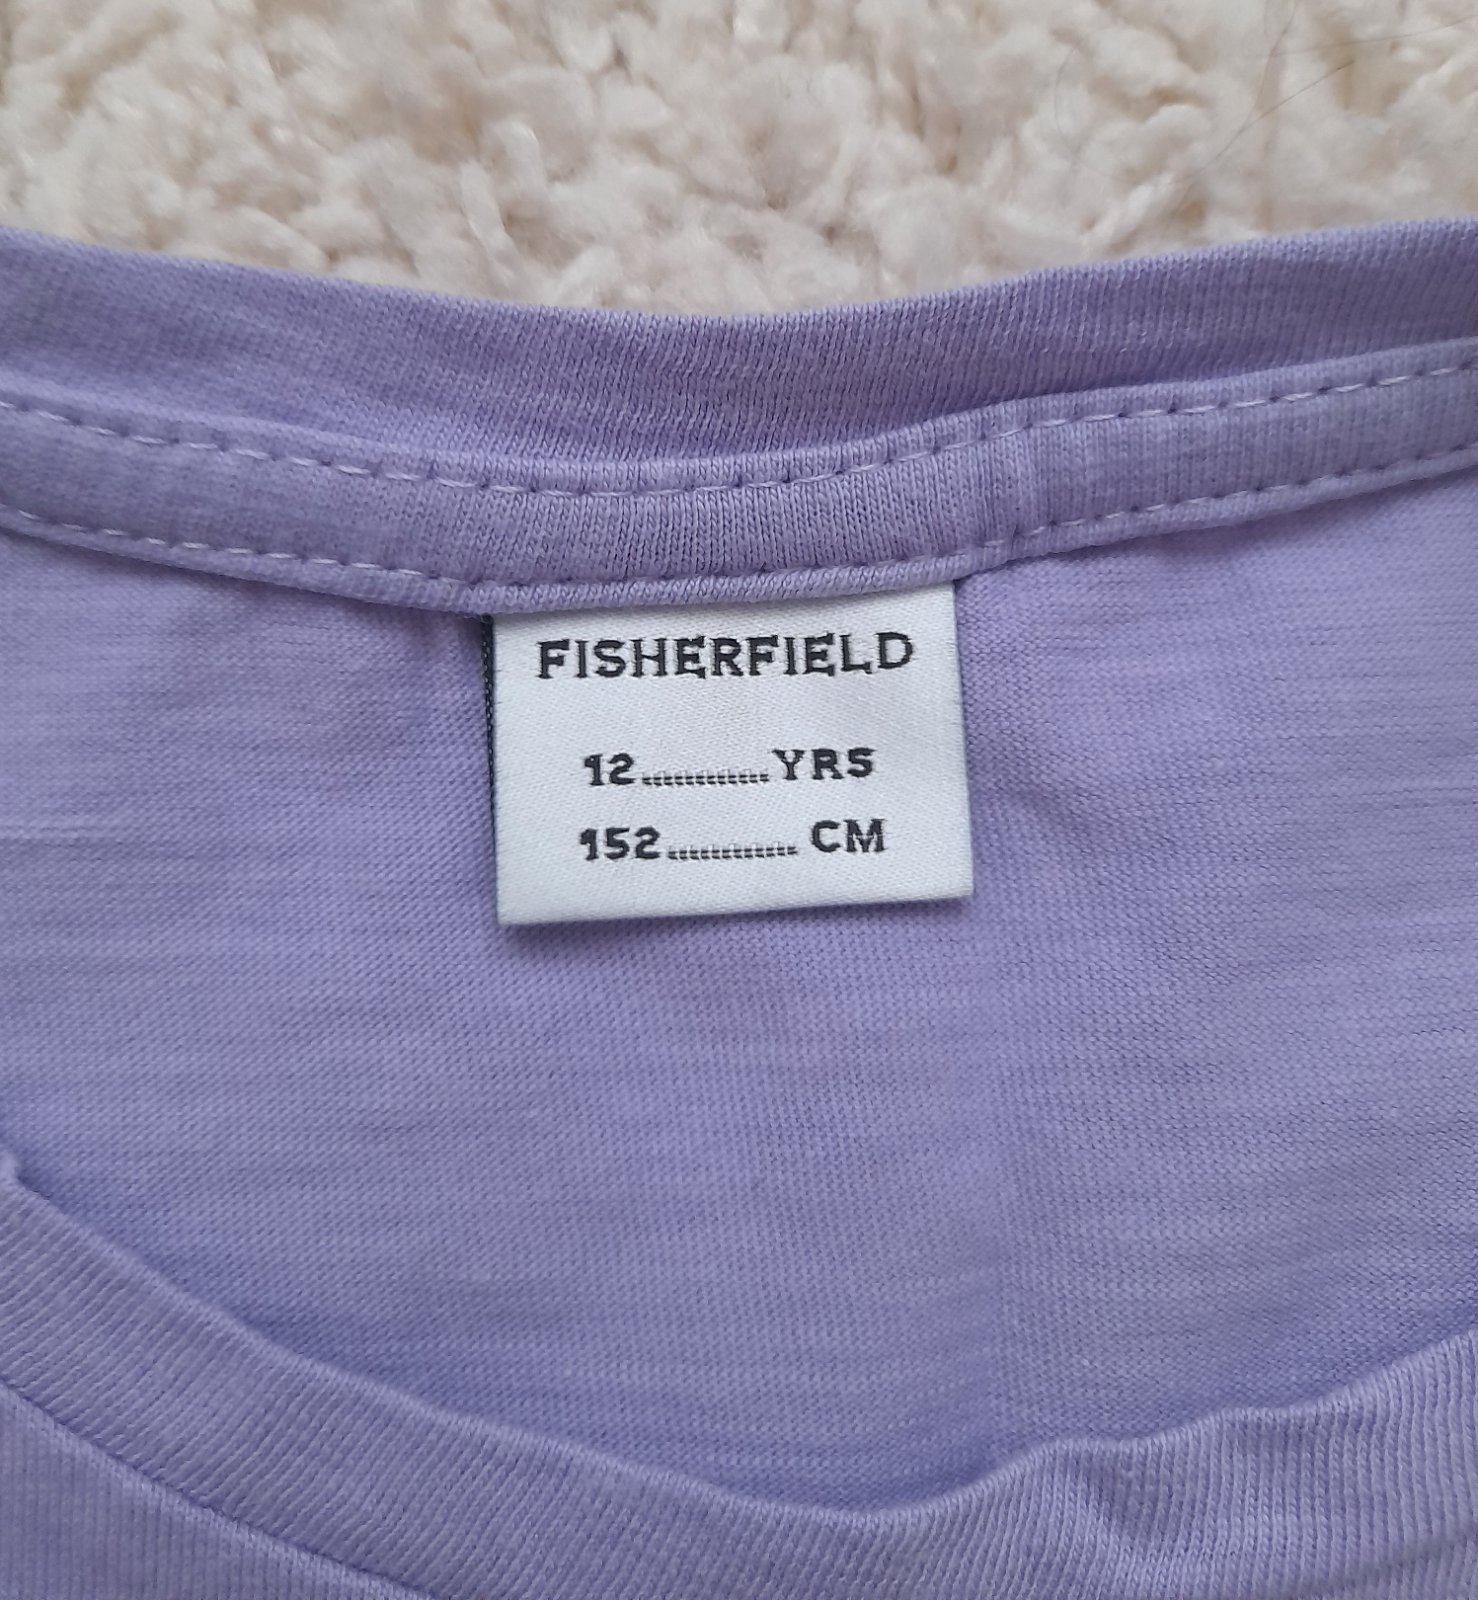 FISHERFIELD
12............YRS
152............ CM